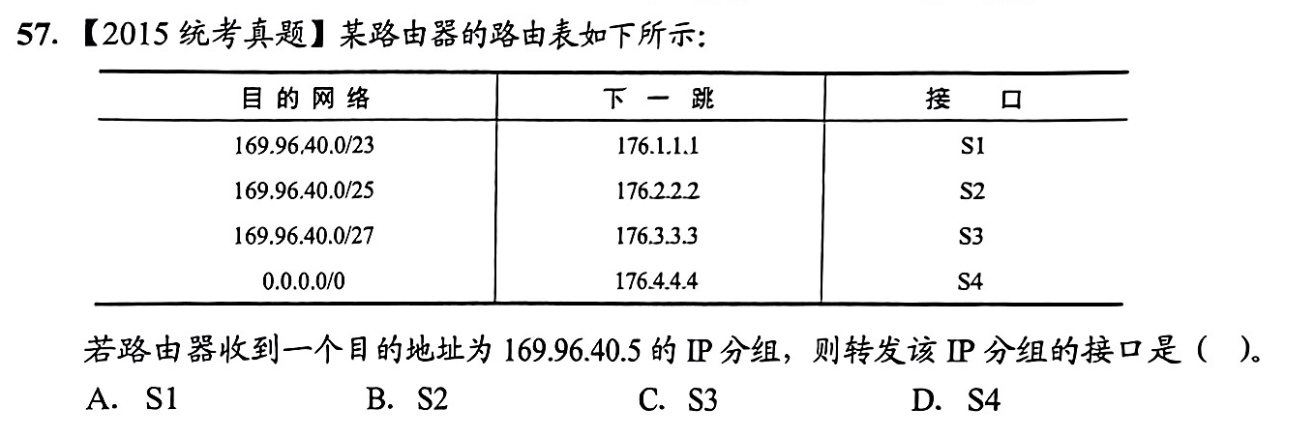 57. 【2015 统考真题】某路由器的路由表如下所示:
目的网络 下一跳 接口
169.96.40.0/23 176.1.1.1 S1
169.96.40.0/25 176.2.2.2 S2
169.96.40.0/27 176.3.3.3 S3
0.0.0.0/0 176.4.4.4 S4
若路由器收到一个目的地址为 169.96.40.5 的 IP 分组，则转发该 IP 分组的接口是（ ）。
A. S1 B. S2 C. S3 D. S4